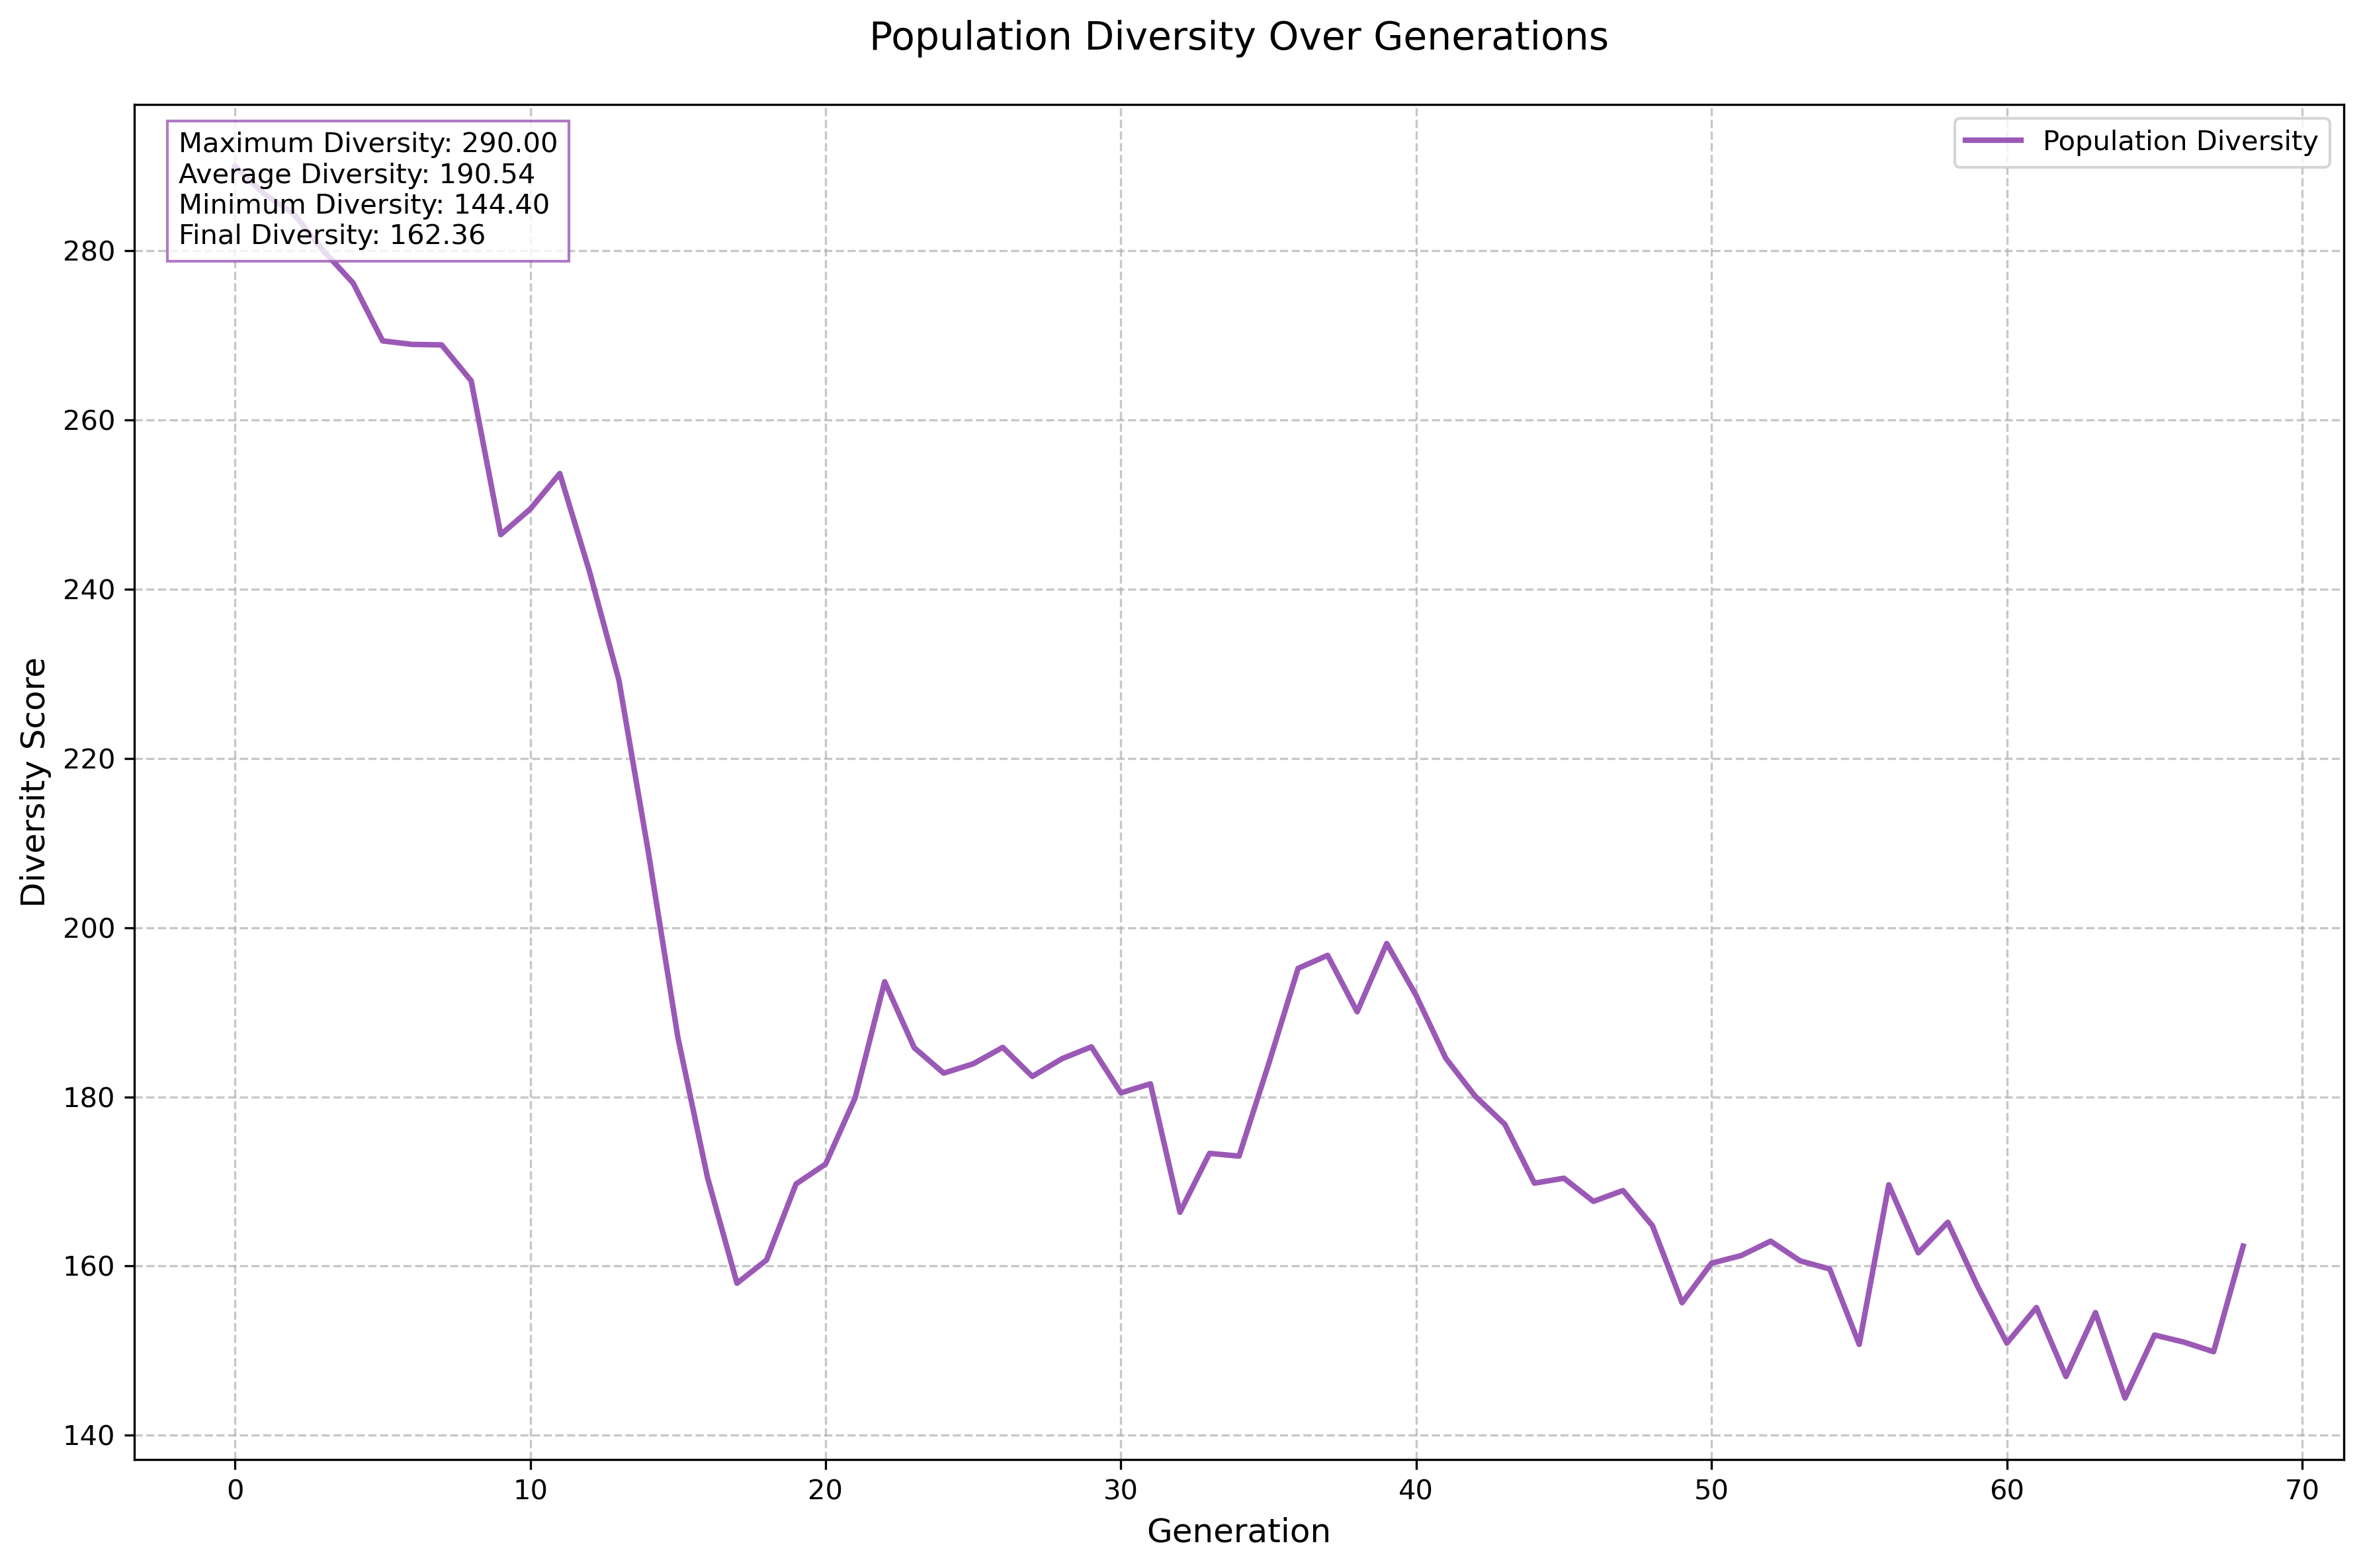 Population Diversity Over Generations
Maximum Diversity: 290.00
Average Diversity: 190.54
Minimum Diversity: 144.40
Final Diversity: 162.36
Population Diversity
280
260
240
220
200
180
160
140
Diversity Score
0 10 20 30 40 50 60 70
Generation